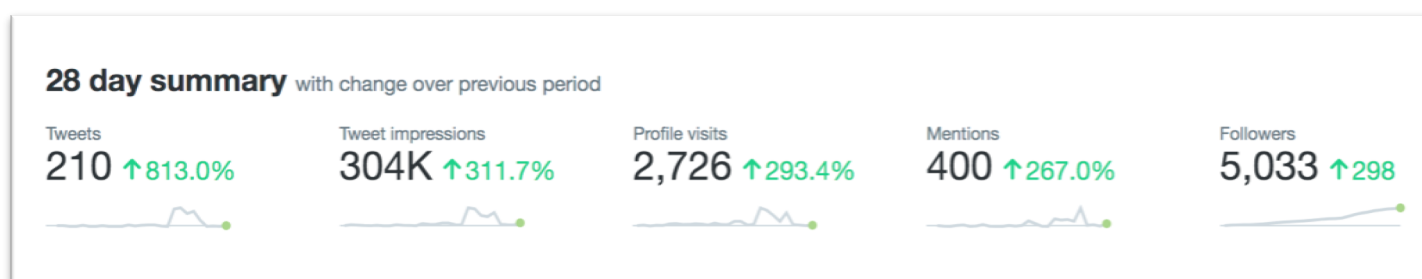 28 day summary with change over previous period
Tweets Tweet impressions Profile visits Mentions Followers
210 ↑813.0% 304K ↑311.7% 2,726 ↑293.4% 400 ↑267.0% 5,033 ↑298